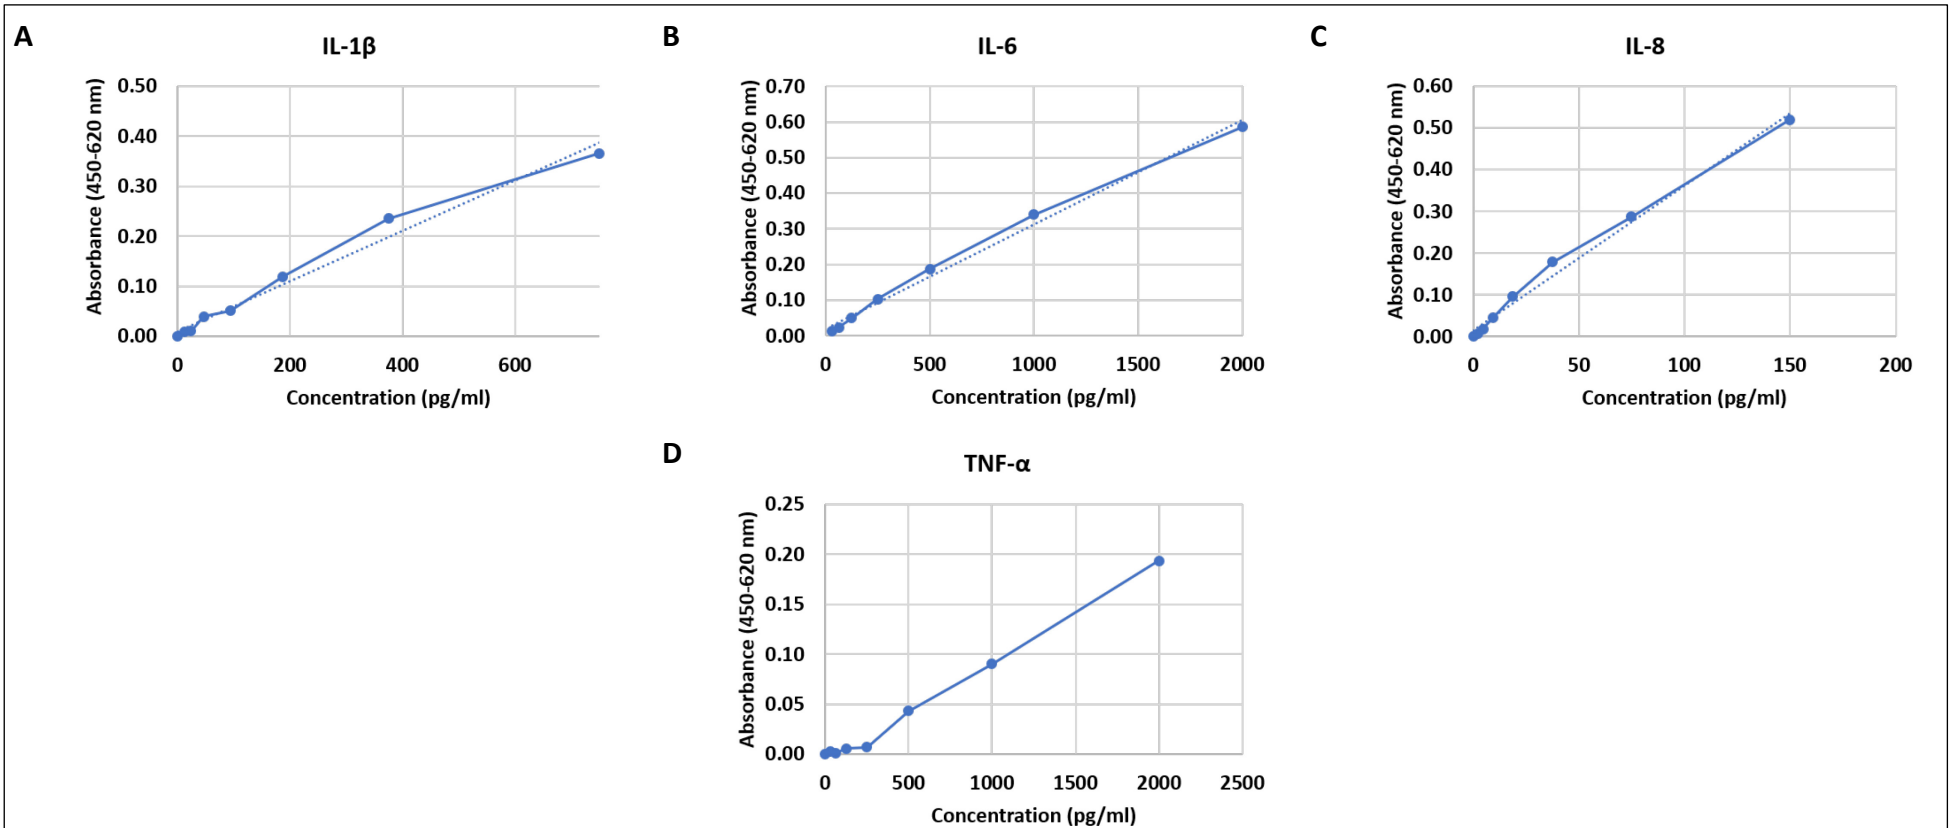 A
IL-1β
Absorbance (450-620 nm)
0.50
0.40
0.30
0.20
0.10
0.00
0 200 400 600
Concentration (pg/ml)
B
IL-6
Absorbance (450-620 nm)
0.70
0.60
0.50
0.40
0.30
0.20
0.10
0.00
0 500 1000 1500 2000
Concentration (pg/ml)
C
IL-8
Absorbance (450-620 nm)
0.60
0.50
0.40
0.30
0.20
0.10
0.00
0 50 100 150 200
Concentration (pg/ml)
D
TNF-α
Absorbance (450-620 nm)
0.25
0.20
0.15
0.10
0.05
0.00
0 500 1000 1500 2000 2500
Concentration (pg/ml)